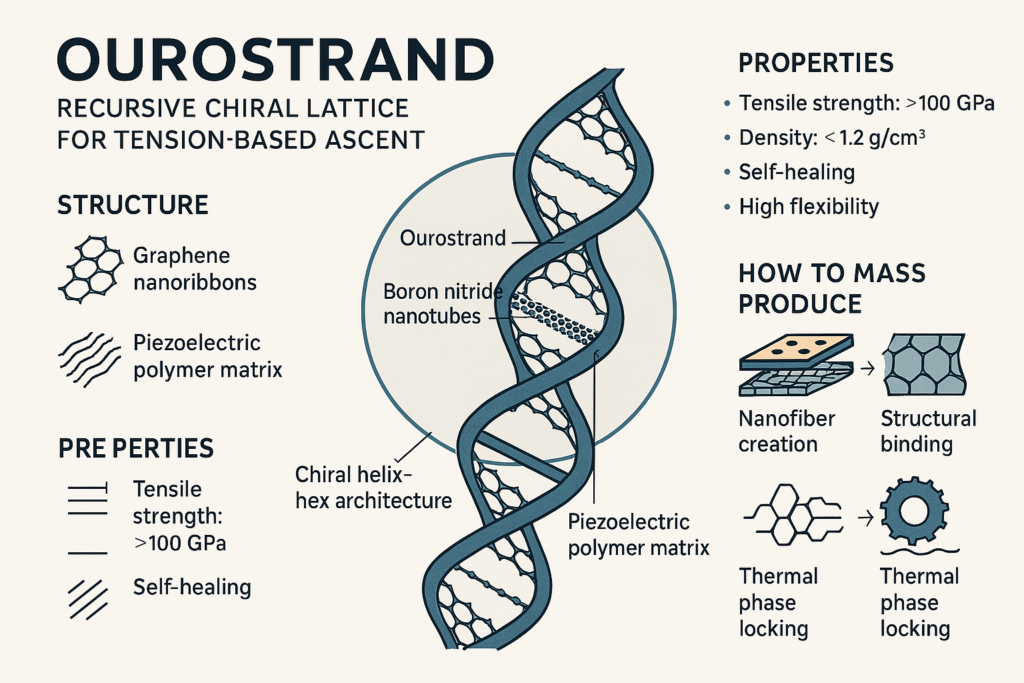 OUROSTRAND
RECURSIVE CHIRAL LATTICE
FOR TENSION-BASED ASCENT
STRUCTURE
Graphene
nanoribbons
Piezoelectric
polymer matrix
PRE PERTIES
Tensile
strength:
>100 GPa
Self-healing
Ourostrand
Boron nitride
nanotubes
Chiral helix-
hex architecture
Piezoelectric
polymer matrix
PROPERTIES
• Tensile strength: >100 GPa
• Density: <1.2 g/cm³
• Self-healing
• High flexibility
HOW TO MASS
PRODUCE
Nanofiber
creation
Structural
binding
Thermal
phase
locking
Thermal
phase
locking